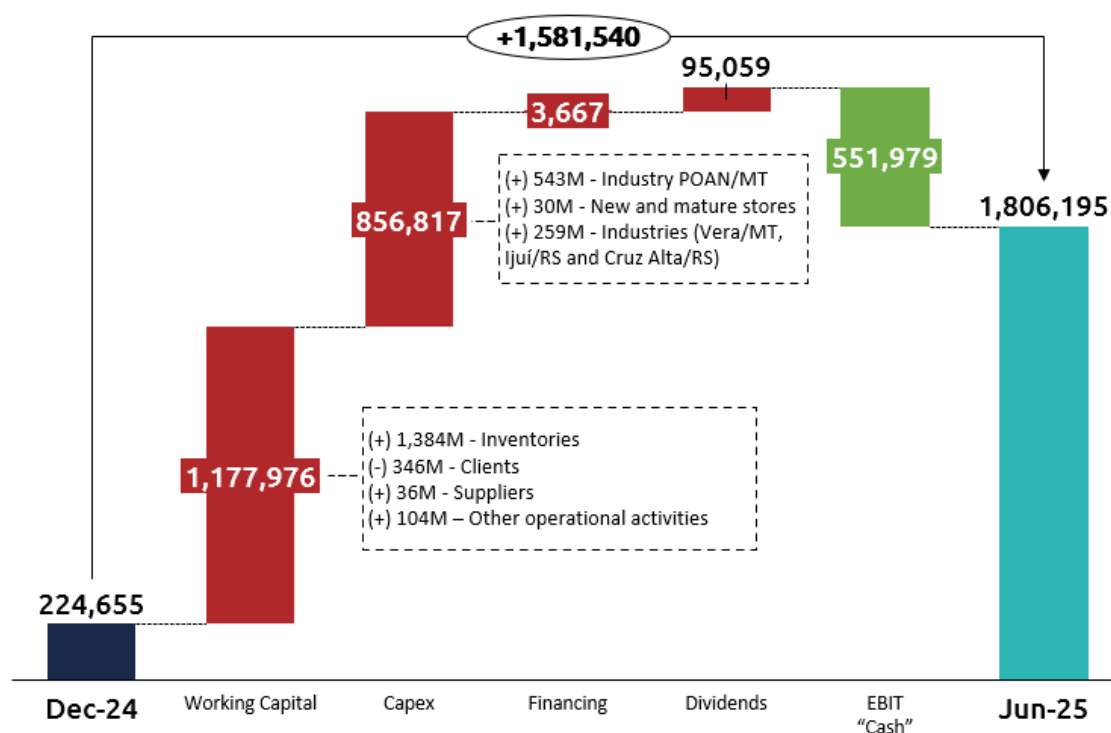 +1,581,540
95,059
3,667
551,979
(+) 543M - Industry POAN/MT
(+) 30M - New and mature stores
(+) 259M - Industries (Vera/MT,
Ijuí/RS and Cruz Alta/RS)
856,817
1,806,195
(+) 1,384M - Inventories
(-) 346M - Clients
(+) 36M - Suppliers
(+) 104M – Other operational activities
1,177,976
224,655
Dec-24
Working Capital
Capex
Financing
Dividends
EBIT
“Cash”
Jun-25